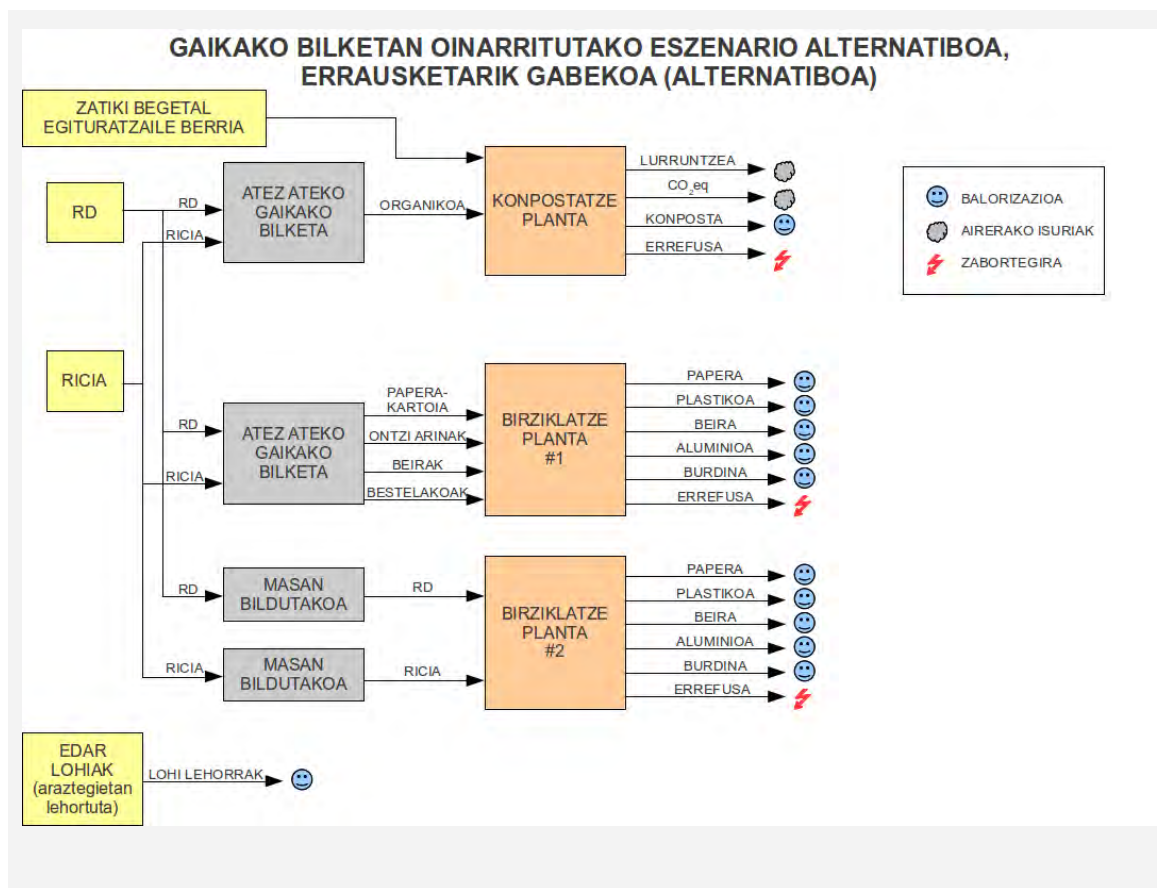 GAIKAKO BILKETAN OINARRITUTAKO ESZENARIO ALTERNATIBOA,
ERRAUSKETARIK GABEKOA (ALTERNATIBOA)
ZATIKI BEGETAL
EGITURATZAILE BERRIA
RD
RD
RICIA
ATEZ ATEKO
GAIKAKO
BILKETA
ORGANIKOA
KONPOSTATZE
PLANTA
LURRUNTZEA
CO2eq
KONPOSTA
ERREFUSA
BALORIZAZIOA
AIRERAKO ISURIAK
ZABORTEGIRA
RICIA
RD
RICIA
ATEZ ATEKO
GAIKAKO
BILKETA
PAPERA-
KARTOIA
ONTZI ARINAK
BEIRAK
BESTELAKOAK
BIRZIKLATZE
PLANTA
#1
PAPERA
PLASTIKOA
BEIRA
ALUMINIOA
BURDINA
ERREFUSA
RD
MASAN
BILDUTAKOA
RD
RICIA
MASAN
BILDUTAKOA
RICIA
BIRZIKLATZE
PLANTA
#2
PAPERA
PLASTIKOA
BEIRA
ALUMINIOA
BURDINA
ERREFUSA
EDAR
LOHIAK
(araztegietan
lehortuta)
LOHI LEHORRAK